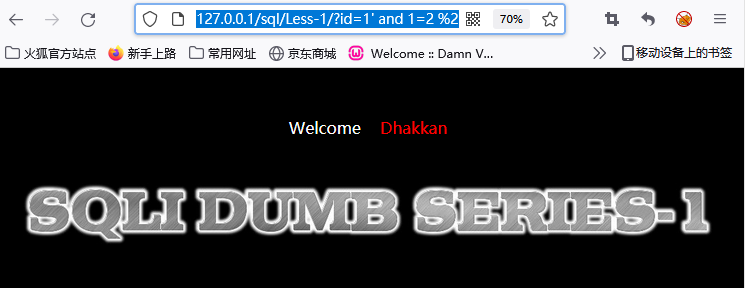 127.0.0.1/sql/Less-1/?id=1' and 1=2 %2
70%
火狐官方站点 新手上路 常用网址 京东商城 Welcome :: Damn V... 移动设备上的书签
Welcome Dhakkan
SQLI DUMB SERIES-1